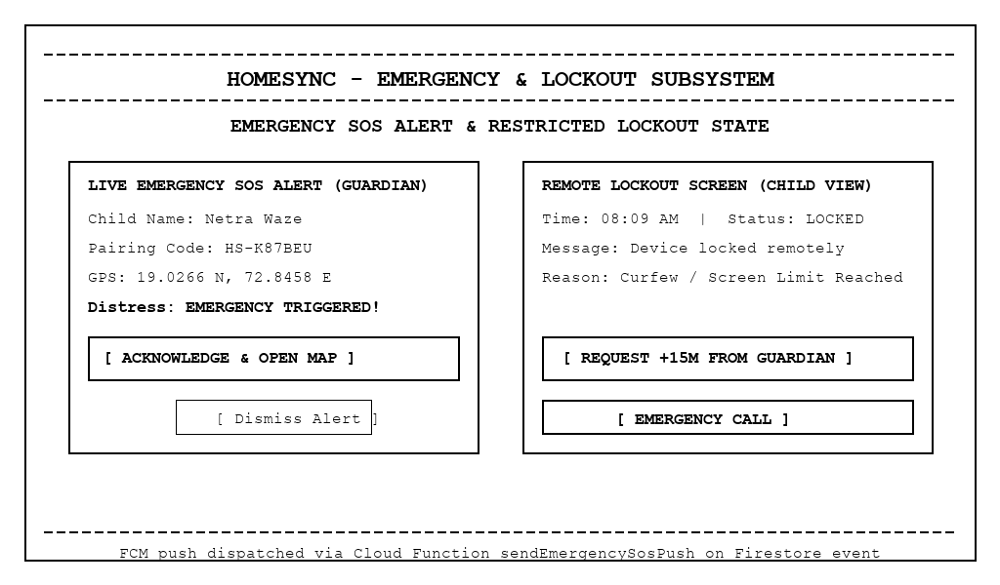 HOMESYNC - EMERGENCY & LOCKOUT SUBSYSTEM
EMERGENCY SOS ALERT & RESTRICTED LOCKOUT STATE
LIVE EMERGENCY SOS ALERT (GUARDIAN)
Child Name: Netra Waze
Pairing Code: HS-K87BEU
GPS: 19.0266 N, 72.8458 E
Distress: EMERGENCY TRIGGERED!
[ ACKNOWLEDGE & OPEN MAP ]
[ Dismiss Alert ]
REMOTE LOCKOUT SCREEN (CHILD VIEW)
Time: 08:09 AM | Status: LOCKED
Message: Device locked remotely
Reason: Curfew / Screen Limit Reached
[ REQUEST +15M FROM GUARDIAN ]
[ EMERGENCY CALL ]
FCM push dispatched via Cloud Function sendEmergencySosPush on Firestore event